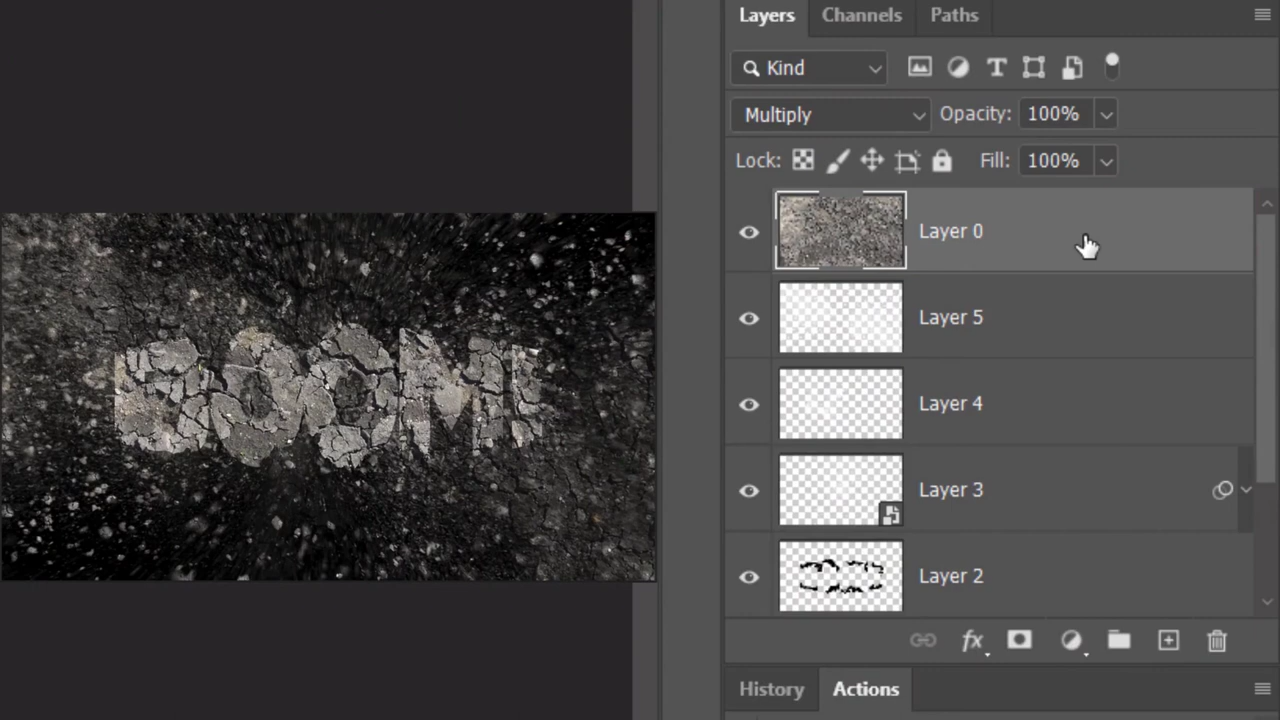 Layers Channels Paths
Kind
Multiply Opacity: 100%
Lock: Fill: 100%
Layer 0
Layer 5
Layer 4
Layer 3
Layer 2
fx
History Actions